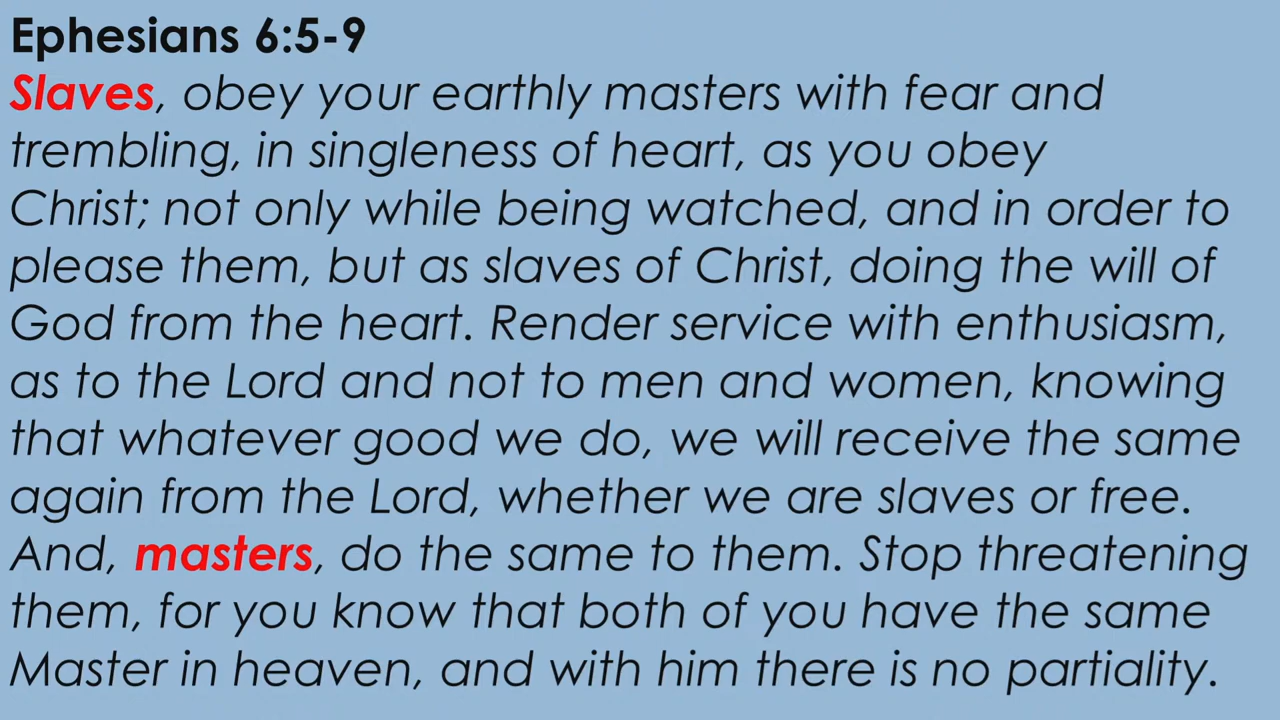 Ephesians 6:5-9
Slaves, obey your earthly masters with fear and
trembling, in singleness of heart, as you obey
Christ; not only while being watched, and in order to
please them, but as slaves of Christ, doing the will of
God from the heart. Render service with enthusiasm,
as to the Lord and not to men and women, knowing
that whatever good we do, we will receive the same
again from the Lord, whether we are slaves or free.
And, masters, do the same to them. Stop threatening
them, for you know that both of you have the same
Master in heaven, and with him there is no partiality.